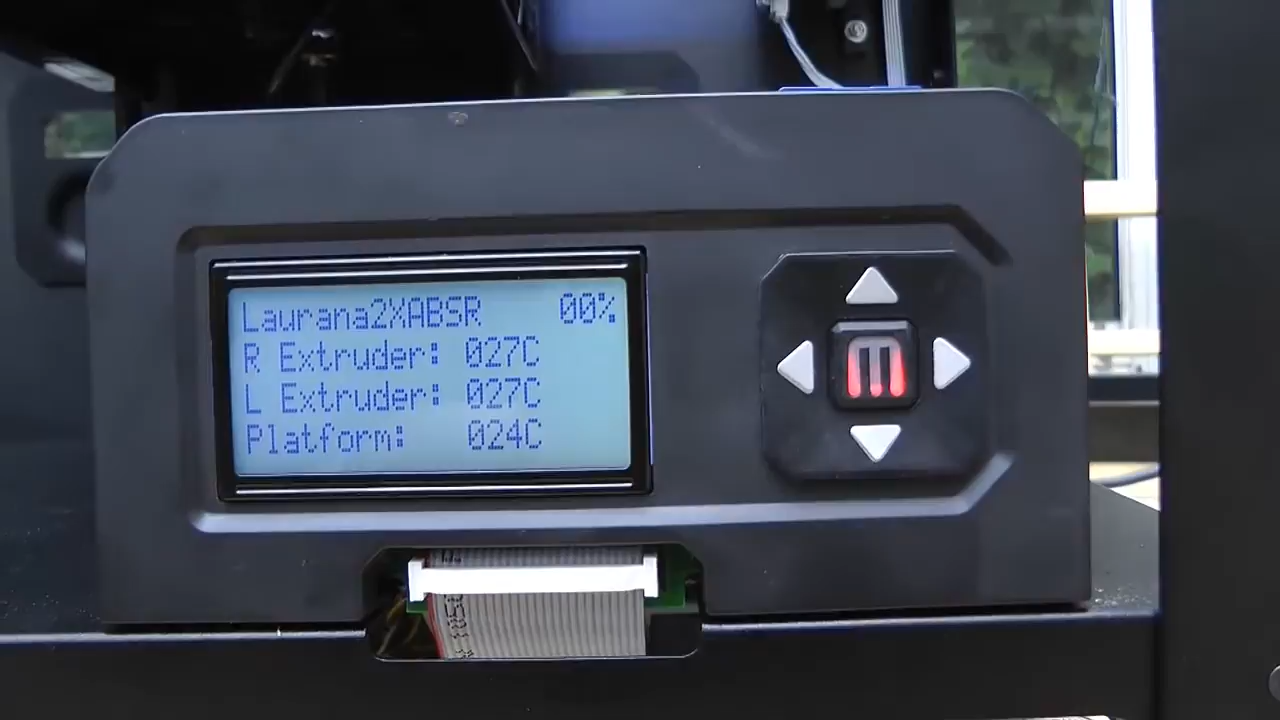 Laurana2XABSR 00%
R Extruder: 027C
L Extruder: 027C
Platform: 024C